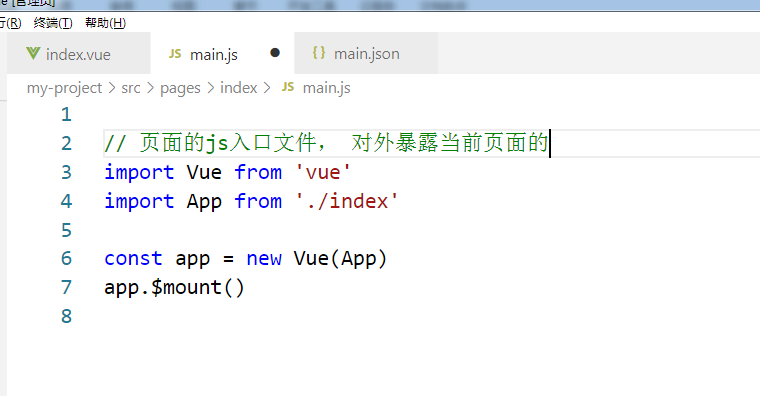 [管理员]
行(R) 终端(T) 帮助(H)
index.vue
JS main.js
{} main.json
my-project > src > pages > index > JS main.js
1
2 // 页面的js入口文件， 对外暴露当前页面的
3 import Vue from 'vue'
4 import App from './index'
5
6 const app = new Vue(App)
7 app.$mount()
8